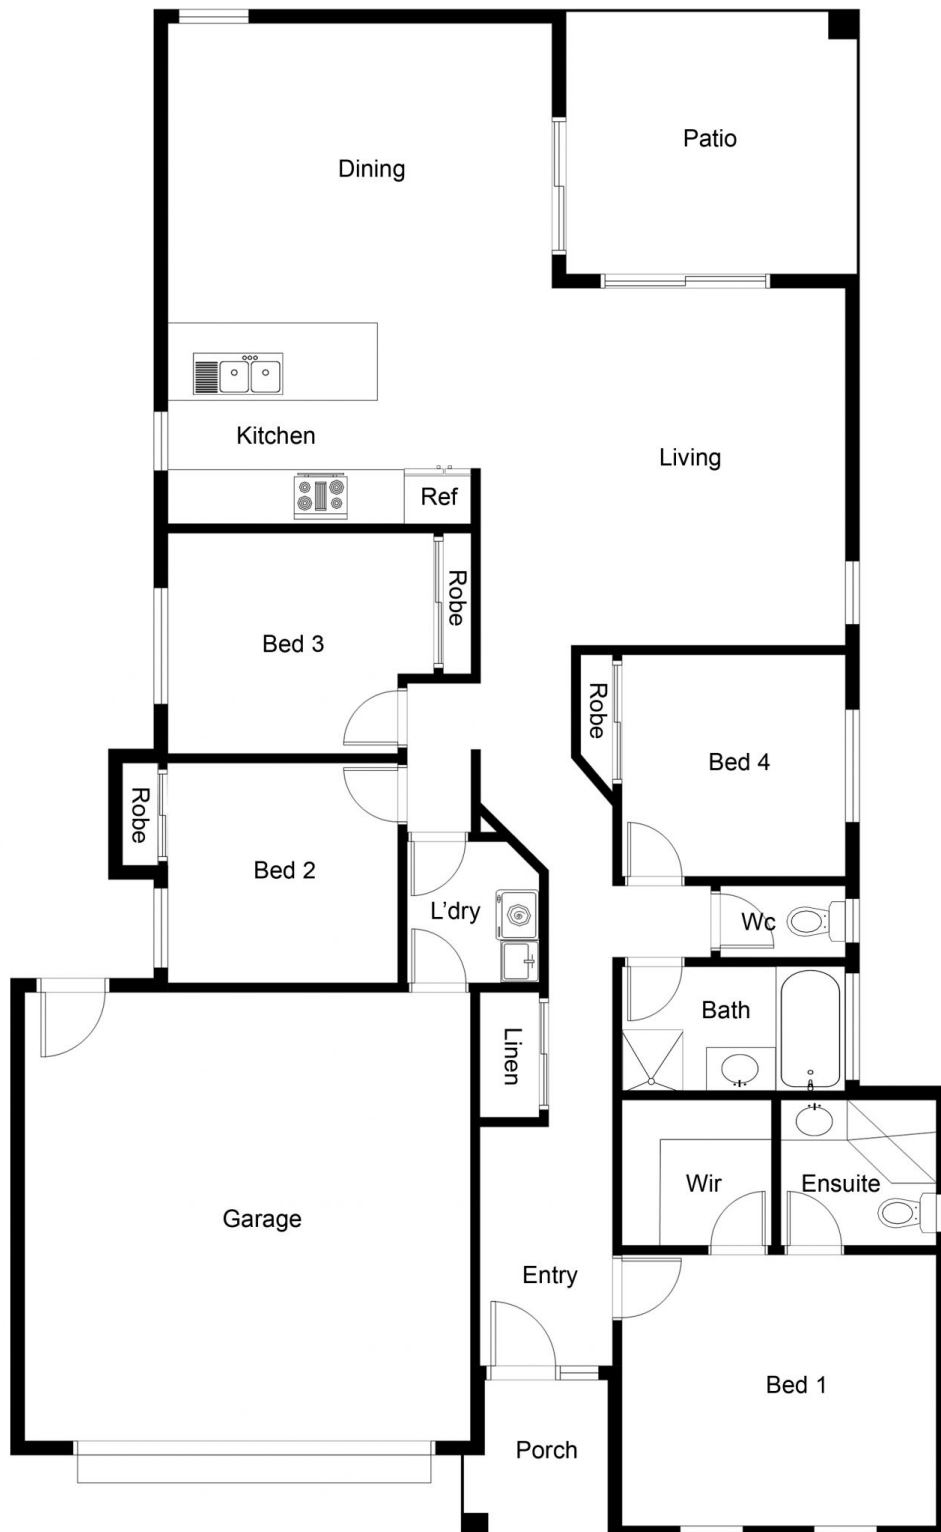 Patio
Dining
Kitchen
Living
Ref
Robe
Bed 3
Robe
Bed 4
Robe
Bed 2
L'dry
Wc
Bath
Linen
Wir
Ensuite
Garage
Entry
Bed 1
Porch